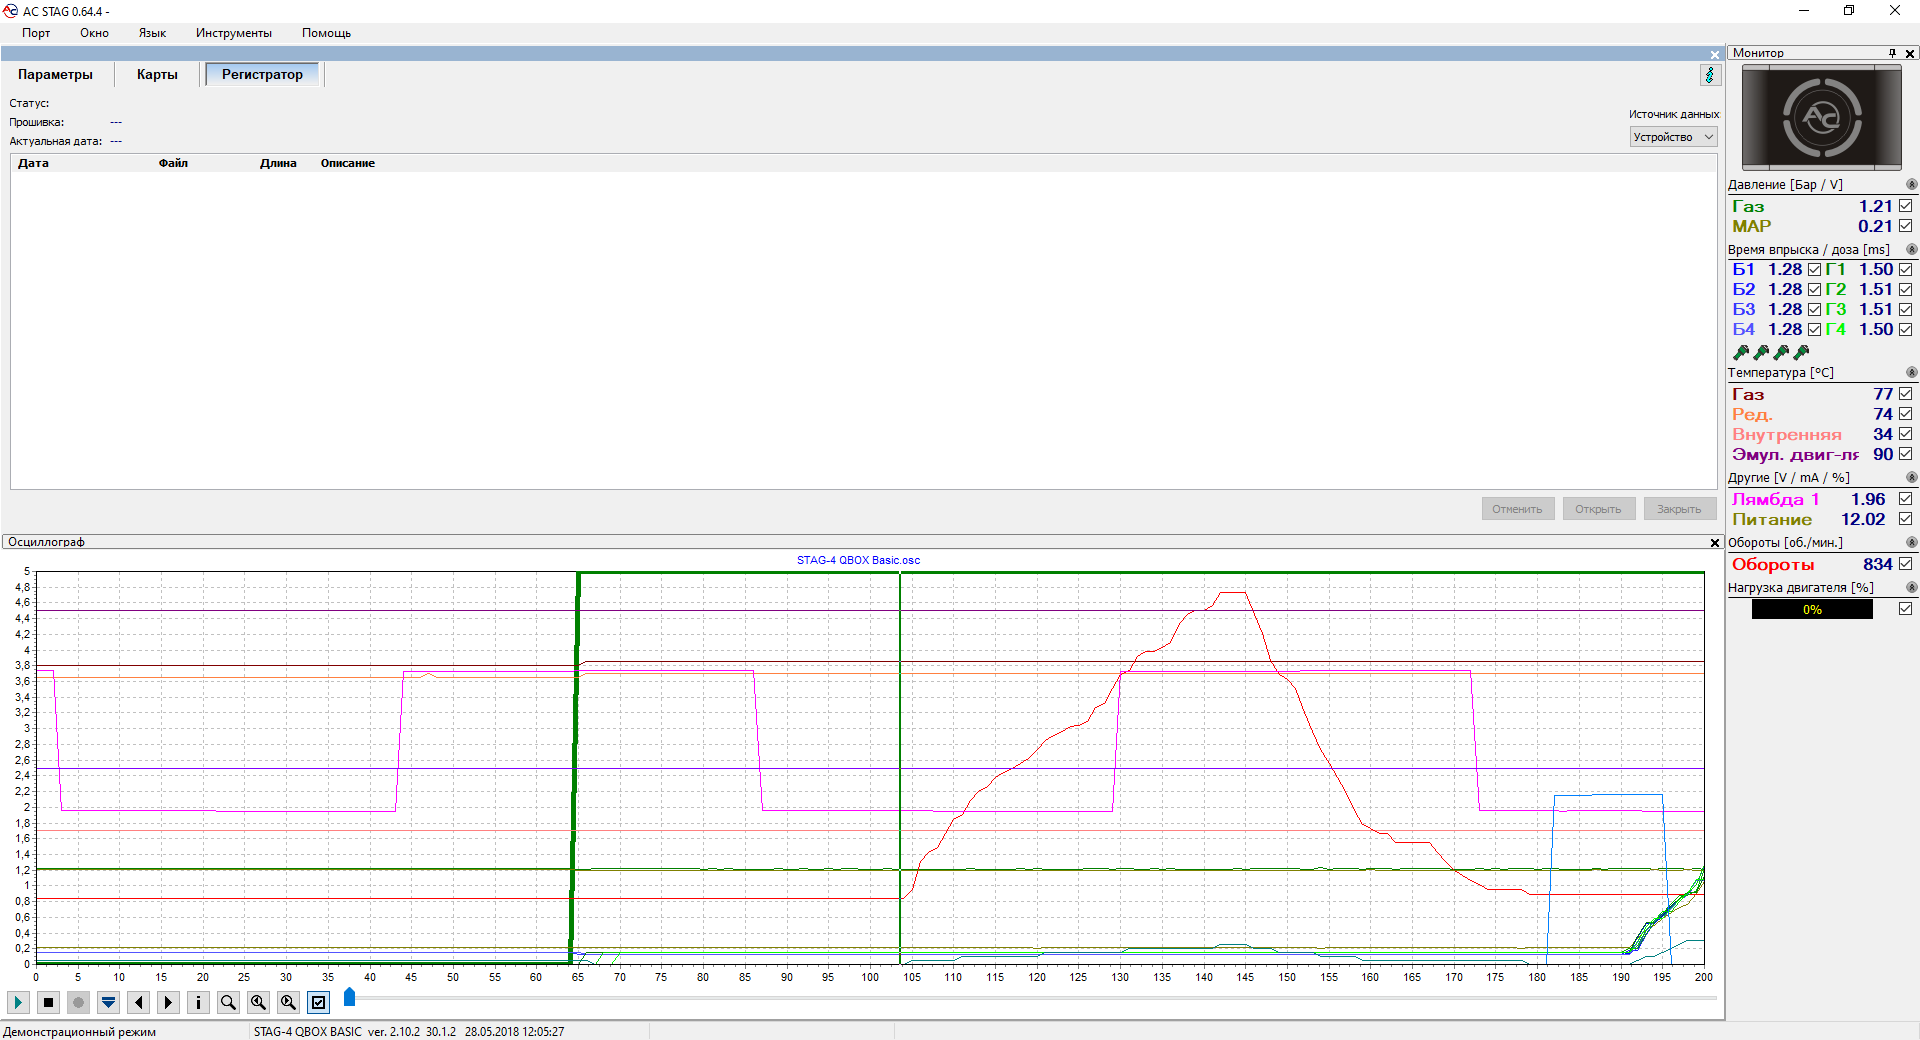 AC STAG 0.64.4 -
Порт Окно Язык Инструменты Помощь
Параметры Карты Регистратор
Статус:
Прошивка: ---
Актуальная дата: ---
Источник данных
Устройство
Дата Файл Длина Описание
Отменить Открыть Закрыть
Осциллограф
STAG-4 QBOX Basic.osc
5
4,8
4,6
4,4
4,2
4
3,8
3,6
3,4
3,2
3
2,8
2,6
2,4
2,2
2
1,8
1,6
1,4
1,2
1
0,8
0,6
0,4
0,2
0
0 5 10 15 20 25 30 35 40 45 50 55 60 65 70 75 80 85 90 95 100 105 110 115 120 125 130 135 140 145 150 155 160 165 170 175 180 185 190 195 200
Демонстрационный режим STAG-4 QBOX BASIC ver. 2.10.2 30.1.2 28.05.2018 12:05:27
Монитор
AC
Давление [Бар / V]
Газ 1.21
MAP 0.21
Время впрыска / доза [ms]
Б1 1.28 Г1 1.50
Б2 1.28 Г2 1.51
Б3 1.28 Г3 1.51
Б4 1.28 Г4 1.50
Температура [°C]
Газ 77
Ред. 74
Внутренняя 34
Эмул. двиг-ля 90
Другие [V / mA / %]
Лямбда 1 1.96
Питание 12.02
Обороты [об./мин.]
Обороты 834
Нагрузка двигателя [%]
0%